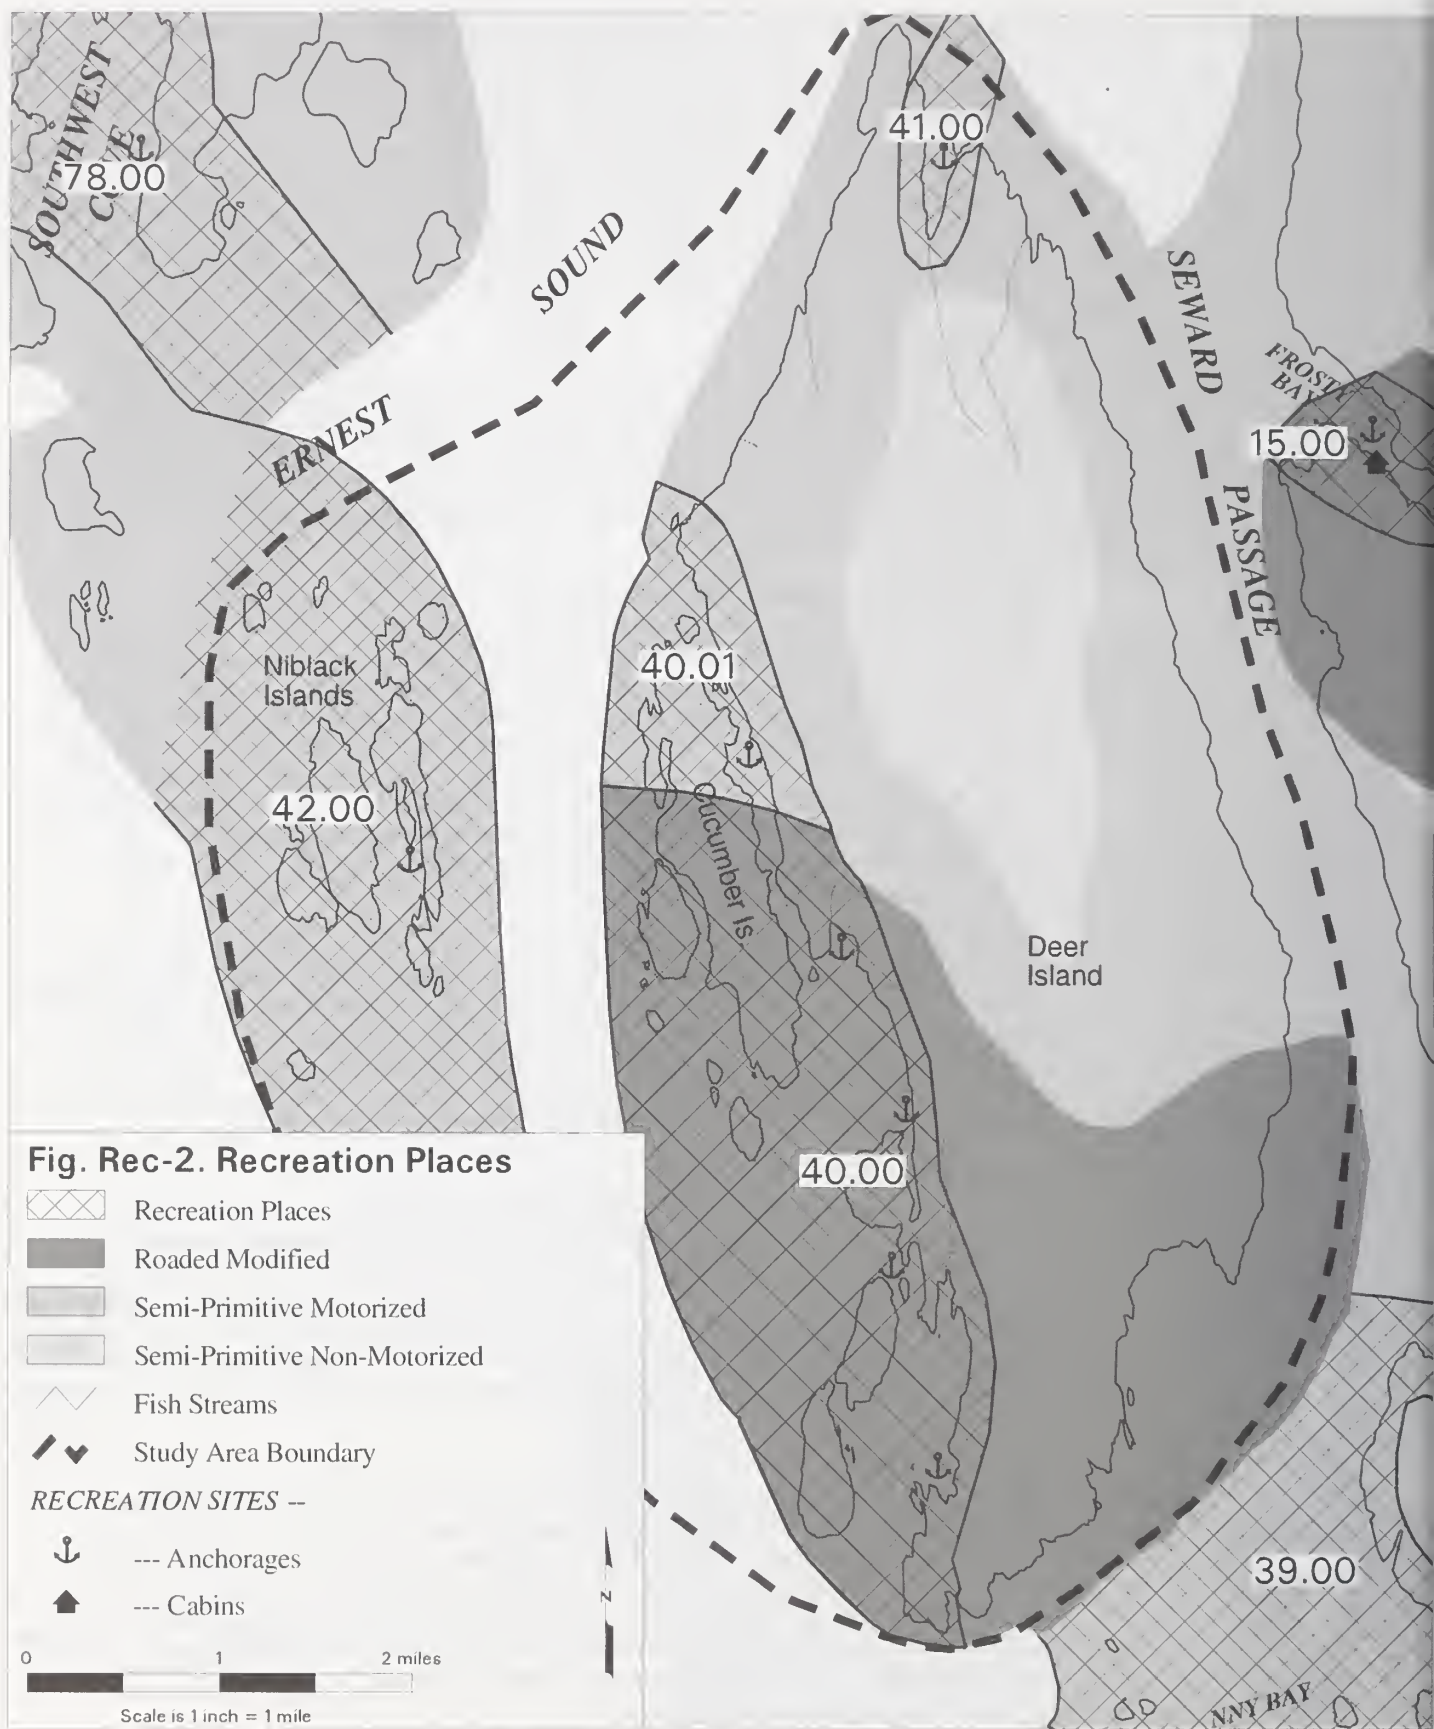 SOUTHWEST
COVE
78.00
41.00
SOUND
ERNEST
SEWARD
PASSAGE
FROSTY
BAY
15.00
Niblack
Islands
42.00
40.01
Cucumber Is.
Deer
Island
40.00
39.00
NNY BAY
Fig. Rec-2. Recreation Places
Recreation Places
Roaded Modified
Semi-Primitive Motorized
Semi-Primitive Non-Motorized
Fish Streams
Study Area Boundary
RECREATION SITES --
--- Anchorages
--- Cabins
N
0 1 2 miles
Scale is 1 inch = 1 mile